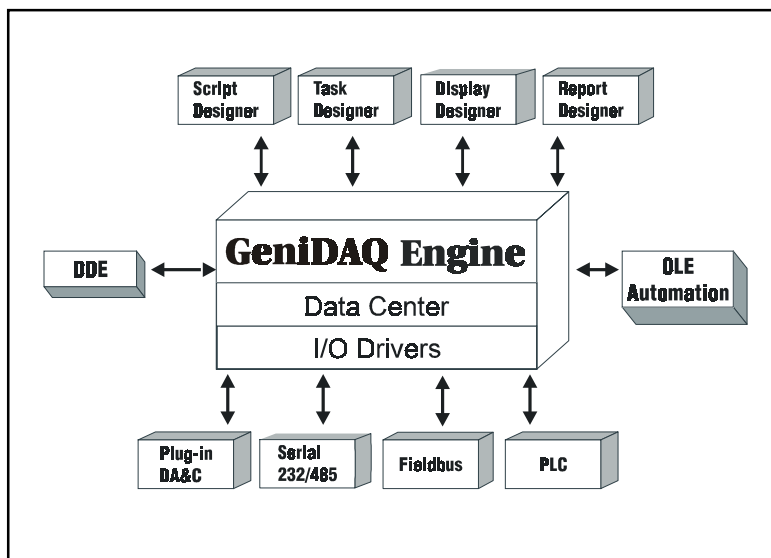 Script Designer
Task Designer
Display Designer
Report Designer
GeniDAQ Engine
DDE
OLE Automation
Data Center
I/O Drivers
Plug-in DA&C
Serial 232/485
Fieldbus
PLC